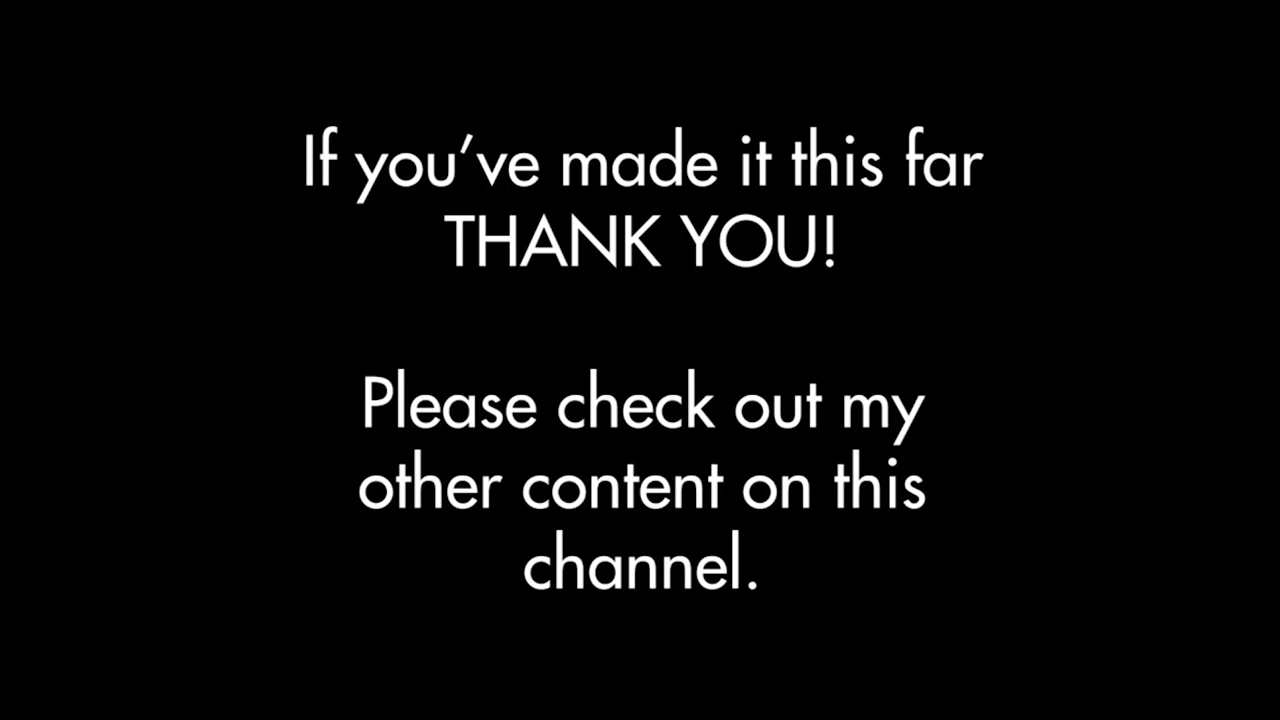 If you've made it this far
THANK YOU!
Please check out my
other content on this
channel.